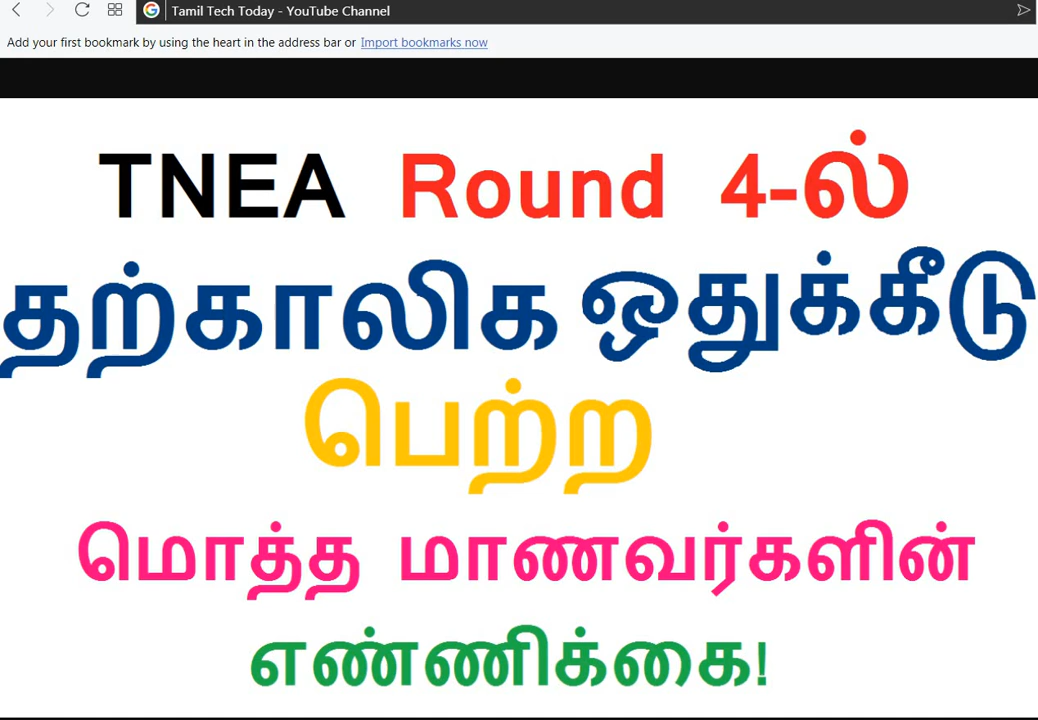 Tamil Tech Today - YouTube Channel
Add your first bookmark by using the heart in the address bar or Import bookmarks now
TNEA Round 4-ல்
தற்காலிக ஒதுக்கீடு
பெற்ற
மொத்த மாணவர்களின்
எண்ணிக்கை!